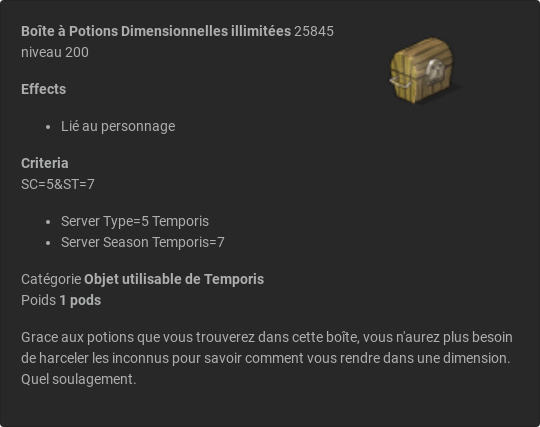 Boîte à Potions Dimensionnelles illimitées 25845
niveau 200
Effects
Lié au personnage
Criteria
SC=5&ST=7
Server Type=5 Temporis
Server Season Temporis=7
Catégorie Objet utilisable de Temporis
Poids 1 pods
Grace aux potions que vous trouverez dans cette boîte, vous n'aurez plus besoin
de harceler les inconnus pour savoir comment vous rendre dans une dimension.
Quel soulagement.